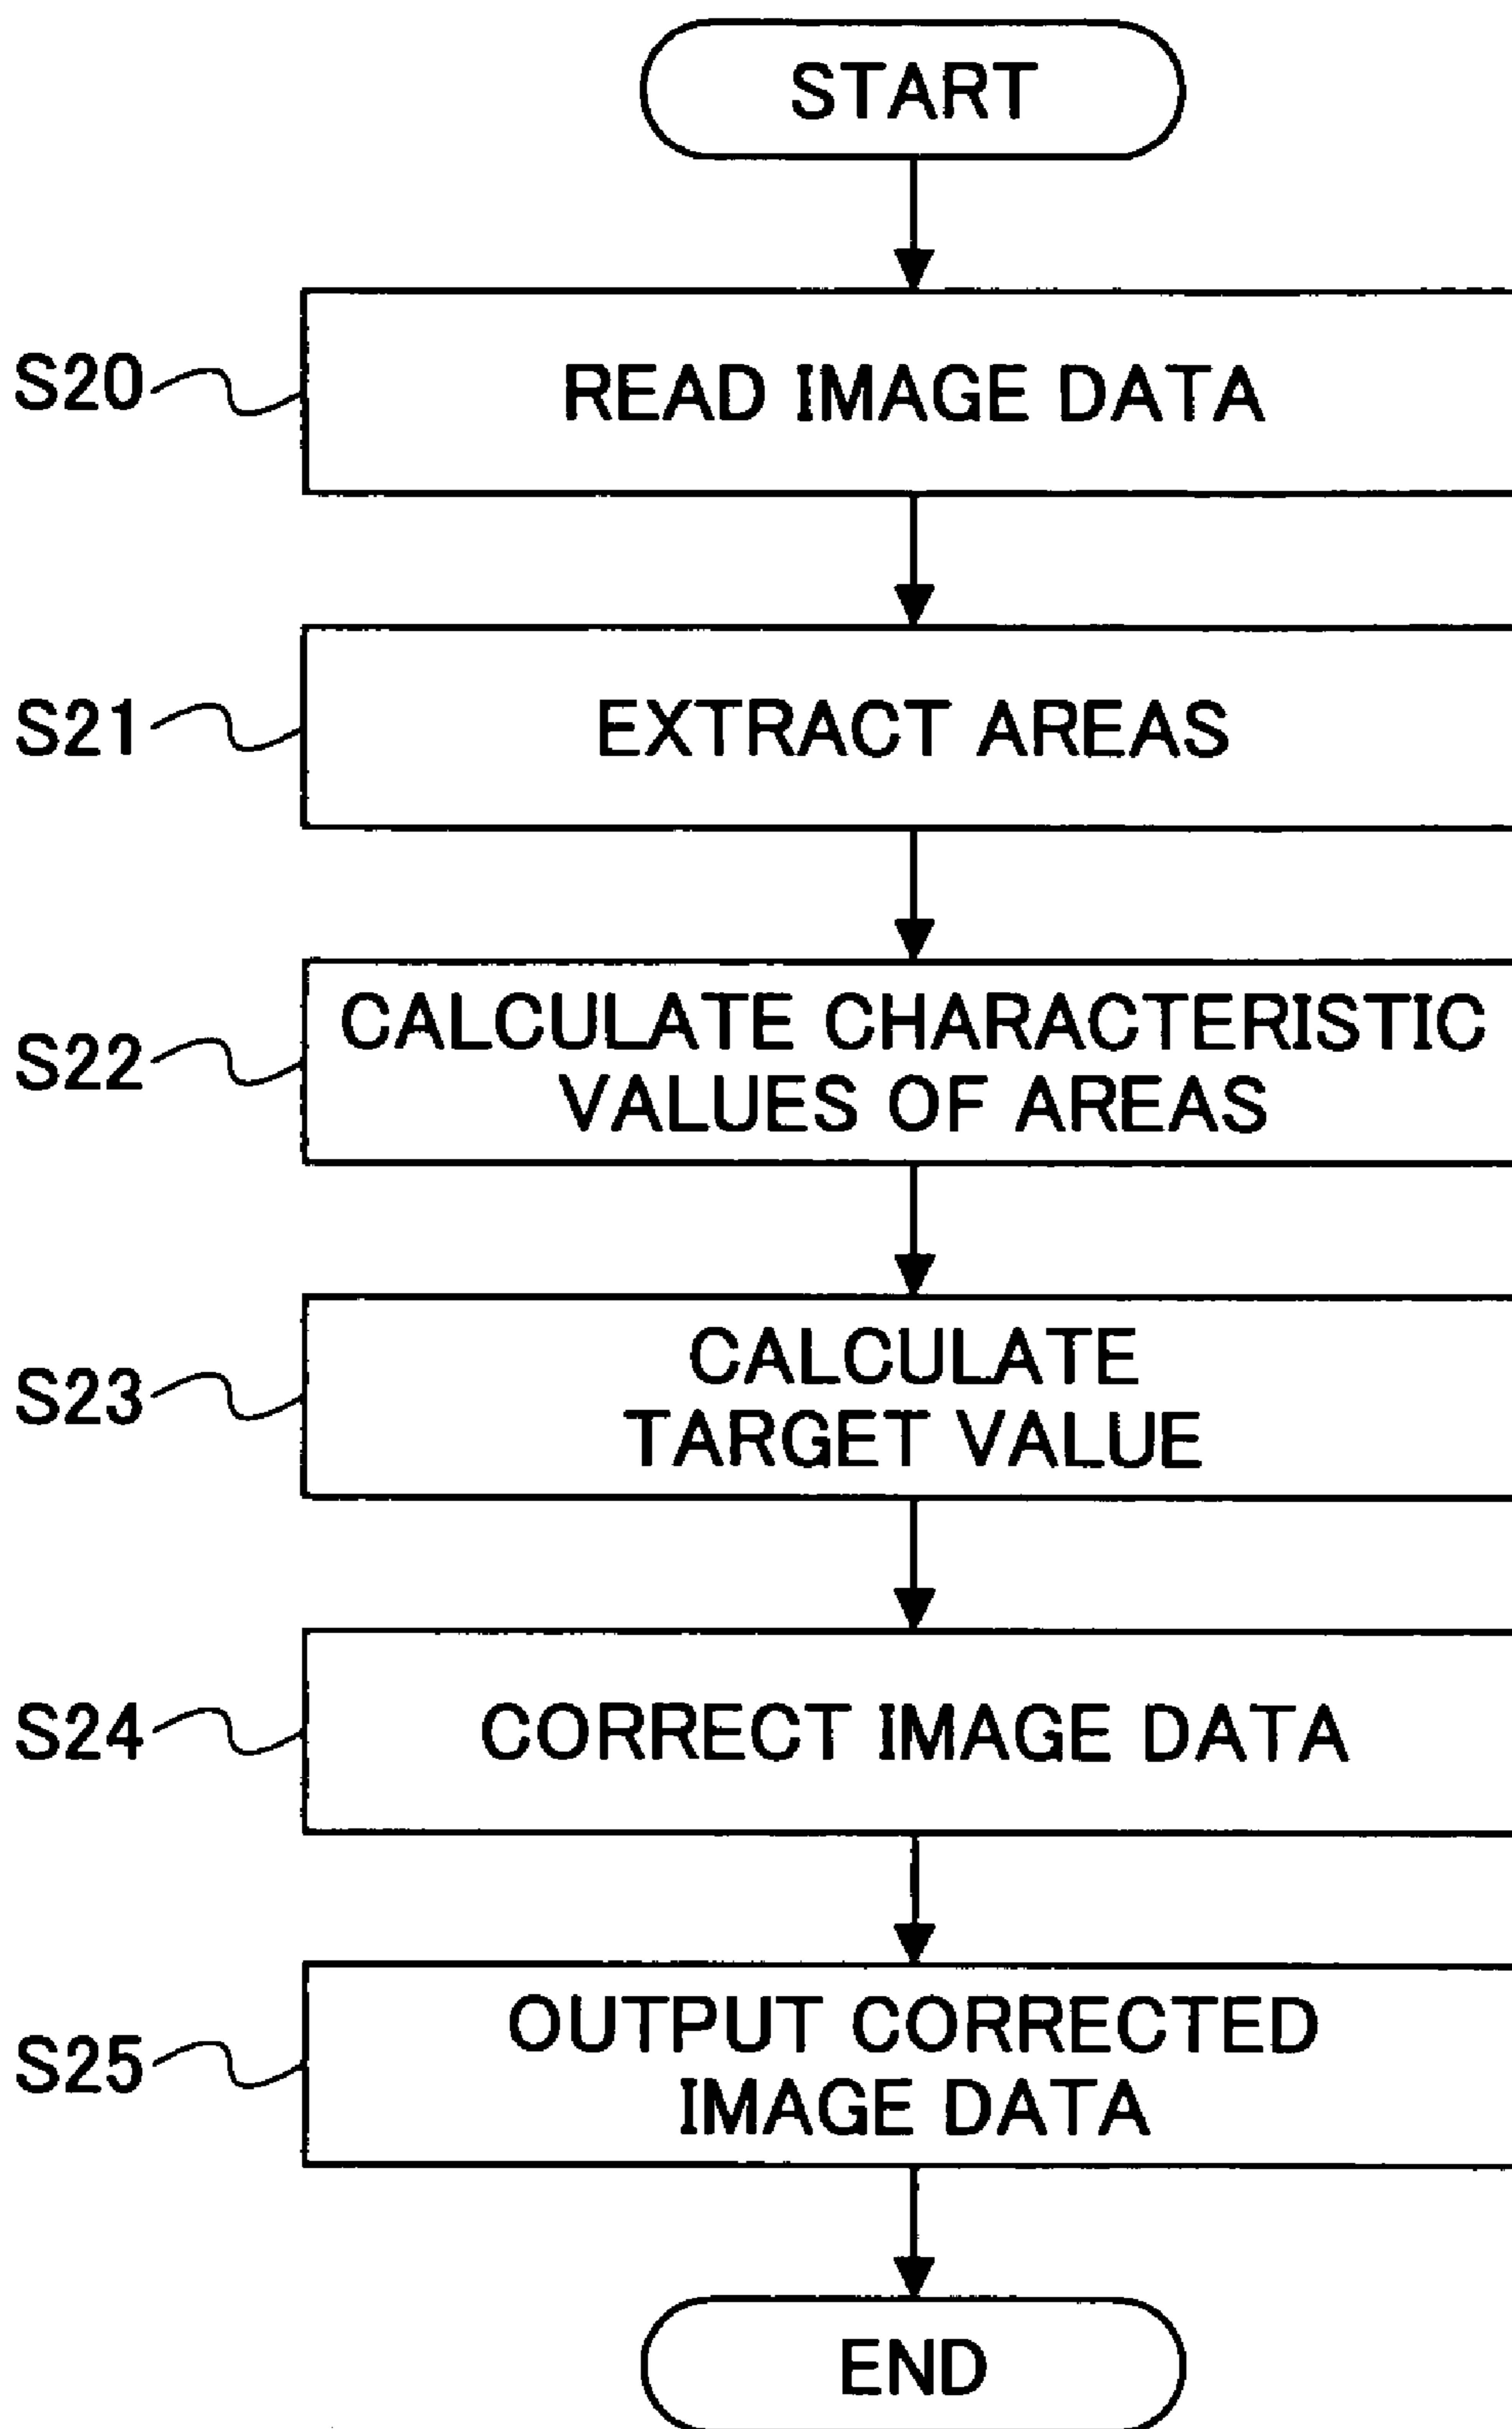 START
S20
READ IMAGE DATA
S21
EXTRACT AREAS
S22
CALCULATE CHARACTERISTIC
VALUES OF AREAS
S23
CALCULATE
TARGET VALUE
S24
CORRECT IMAGE DATA
S25
OUTPUT CORRECTED
IMAGE DATA
END